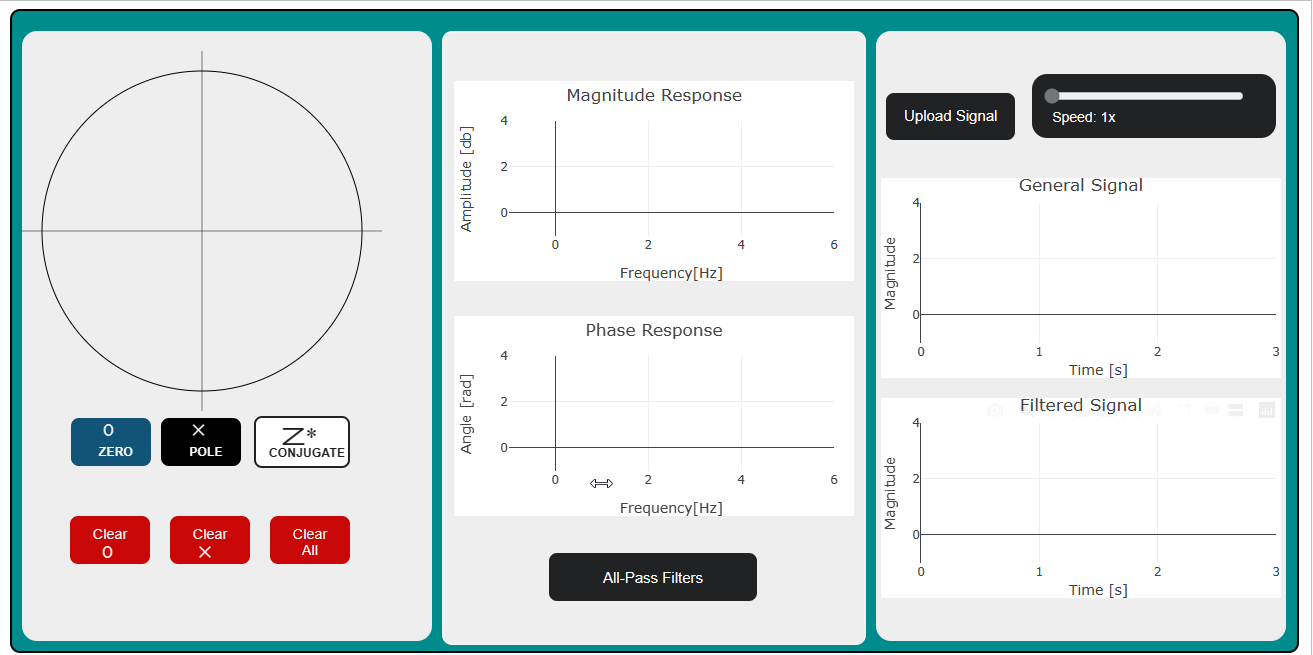 O
ZERO
×
POLE
Z*
CONJUGATE
Clear
O
Clear
×
Clear
All
Magnitude Response
Amplitude [db]
4
2
0
0 2 4 6
Frequency[Hz]
Phase Response
Angle [rad]
4
2
0
0 2 4 6
Frequency[Hz]
All-Pass Filters
Upload Signal
Speed: 1x
General Signal
Magnitude
4
2
0
0 1 2 3
Time [s]
Filtered Signal
Magnitude
4
2
0
0 1 2 3
Time [s]